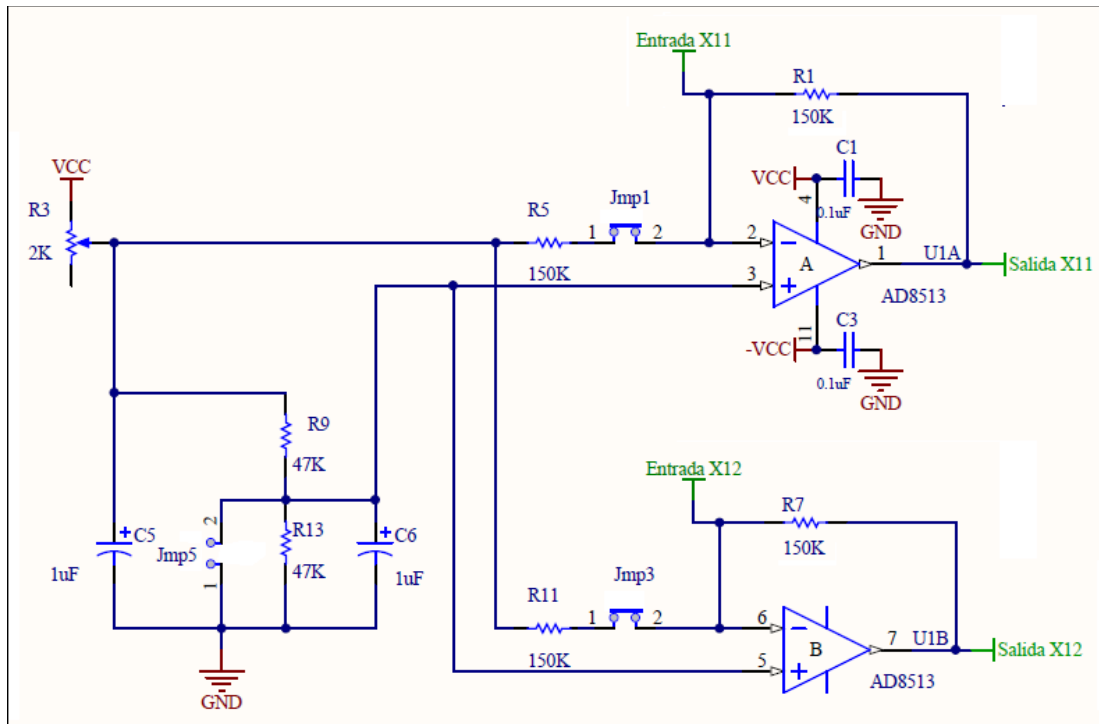 Entrada X11
R1
150K
VCC
R3
2K
R5
150K
Jmp1
1
2
2
3
A
1
U1A
Salida X11
AD8513
VCC
4
C1
0.1uF
GND
-VCC
11
C3
0.1uF
GND
R9
47K
C5
1uF
Jmp5
2
1
R13
47K
C6
1uF
GND
Entrada X12
R7
150K
R11
150K
Jmp3
1
2
6
5
B
7
U1B
Salida X12
AD8513